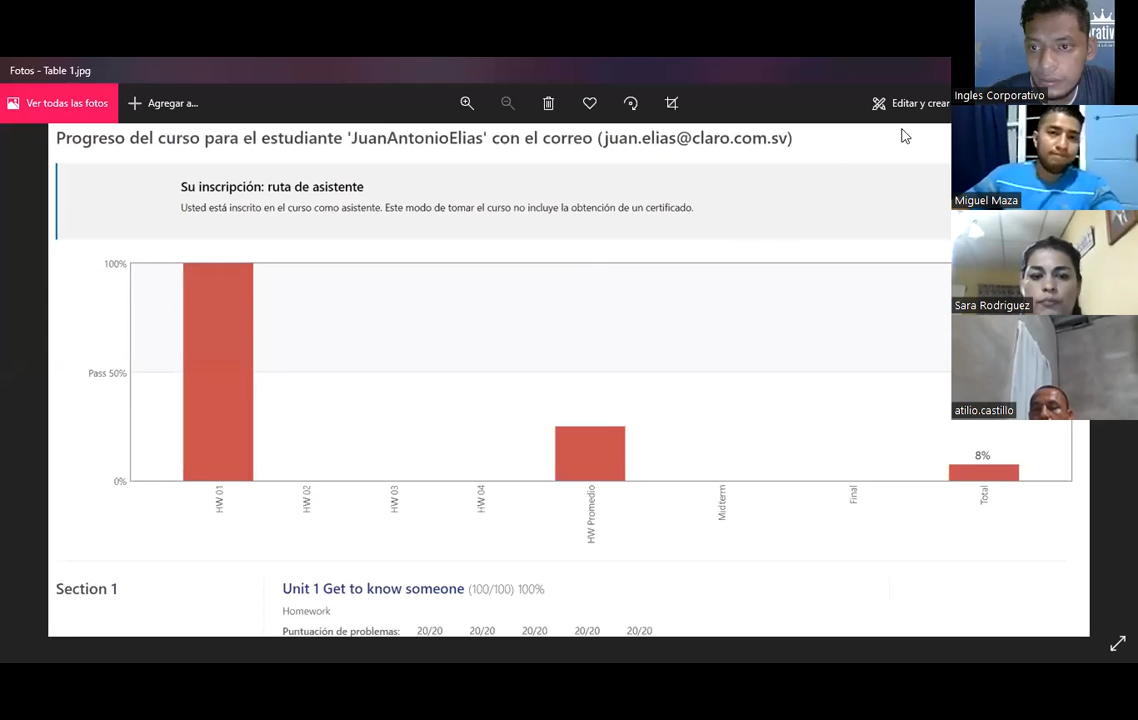 Fotos - Table 1.jpg
Ver todas las fotos
Agregar a...
Editar y crear
Progreso del curso para el estudiante 'JuanAntonioElias' con el correo (juan.elias@claro.com.sv)
Su inscripción: ruta de asistente
Usted está inscrito en el curso como asistente. Este modo de tomar el curso no incluye la obtención de un certificado.
100%
Pass 50%
0%
8%
HW 01
HW 02
HW 03
HW 04
HW Promedio
Midterm
Final
Total
Section 1
Unit 1 Get to know someone (100/100) 100%
Homework
Puntuación de problemas: 20/20 20/20 20/20 20/20 20/20
Ingles Corporativo
Miguel Maza
Sara Rodriguez
atilio.castillo